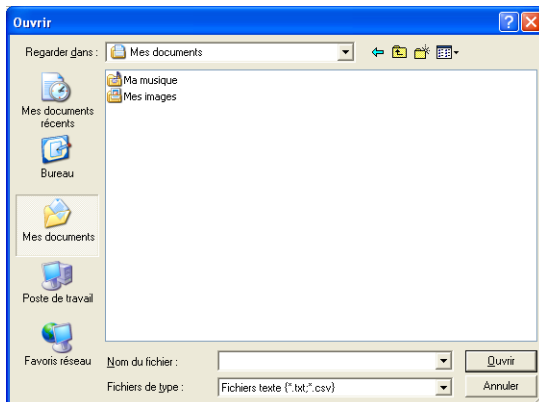 Ouvrir
Regarder dans :
Mes documents
Ma musique
Mes images
Mes documents
récents
Bureau
Mes documents
Poste de travail
Favoris réseau
Nom du fichier :
Ouvrir
Fichiers de type :
Fichiers texte {*.txt;*.csv}
Annuler